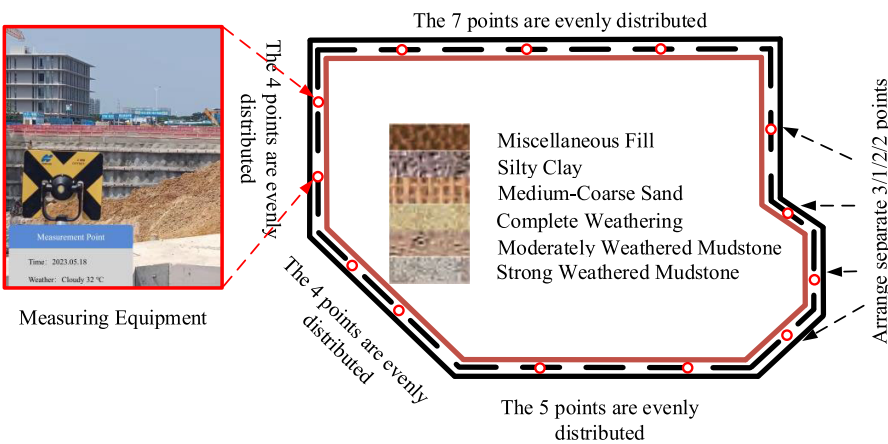 The 7 points are evenly distributed
The 4 points are evenly
distributed
Measurement Point
Time: 2023.05.18
Weather: Cloudy 32 ℃
Measuring Equipment
Miscellaneous Fill
Silty Clay
Medium-Coarse Sand
Complete Weathering
Moderately Weathered Mudstone
Strong Weathered Mudstone
Arrange separate 3/1/2/2 points
The 4 points are evenly
distributed
The 5 points are evenly
distributed